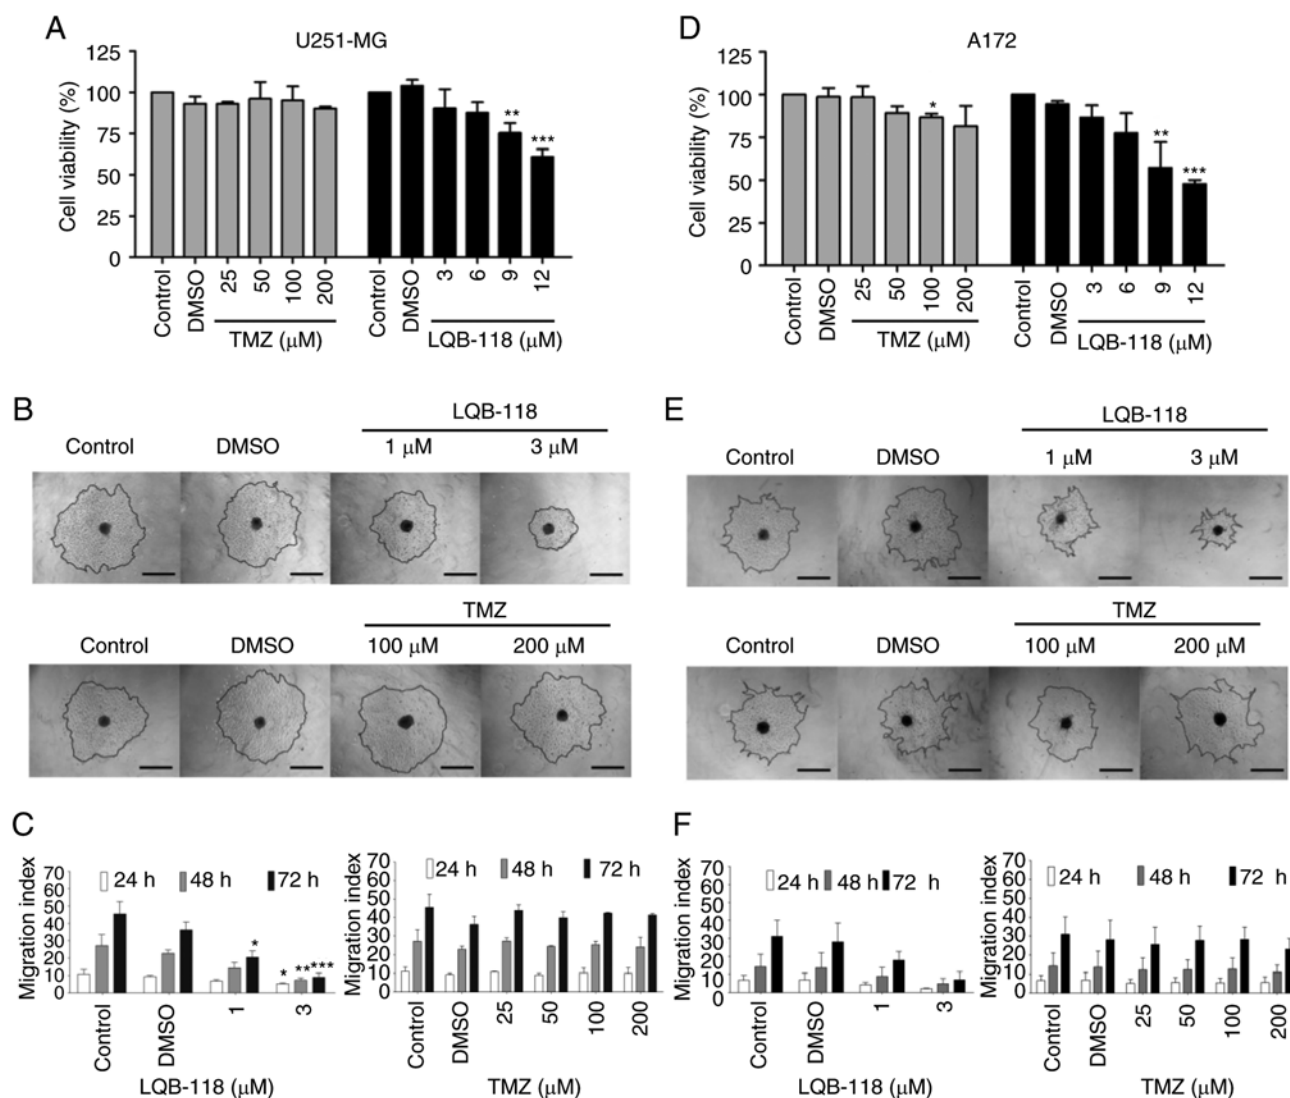 A
U251-MG
Cell viability (%)
125
100
75
50
25
0
** ***
Control DMSO 25 50 100 200 Control DMSO 3 6 9 12
TMZ (μM) LQB-118 (μM)
D
A172
Cell viability (%)
125
100
75
50
25
0
* ** ***
Control DMSO 25 50 100 200 Control DMSO 3 6 9 12
TMZ (μM) LQB-118 (μM)
B
LQB-118
Control DMSO 1 μM 3 μM
TMZ
Control DMSO 100 μM 200 μM
E
LQB-118
Control DMSO 1 μM 3 μM
TMZ
Control DMSO 100 μM 200 μM
C
Migration index
70
60
50
40
30
20
10
0
24 h 48 h 72 h
* * ** ***
Control DMSO 1 3
LQB-118 (μM)
Migration index
70
60
50
40
30
20
10
0
24 h 48 h 72 h
Control DMSO 25 50 100 200
TMZ (μM)
F
Migration index
70
60
50
40
30
20
10
0
24 h 48 h 72 h
Control DMSO 1 3
LQB-118 (μM)
Migration index
70
60
50
40
30
20
10
0
24 h 48 h 72 h
Control DMSO 25 50 100 200
TMZ (μM)